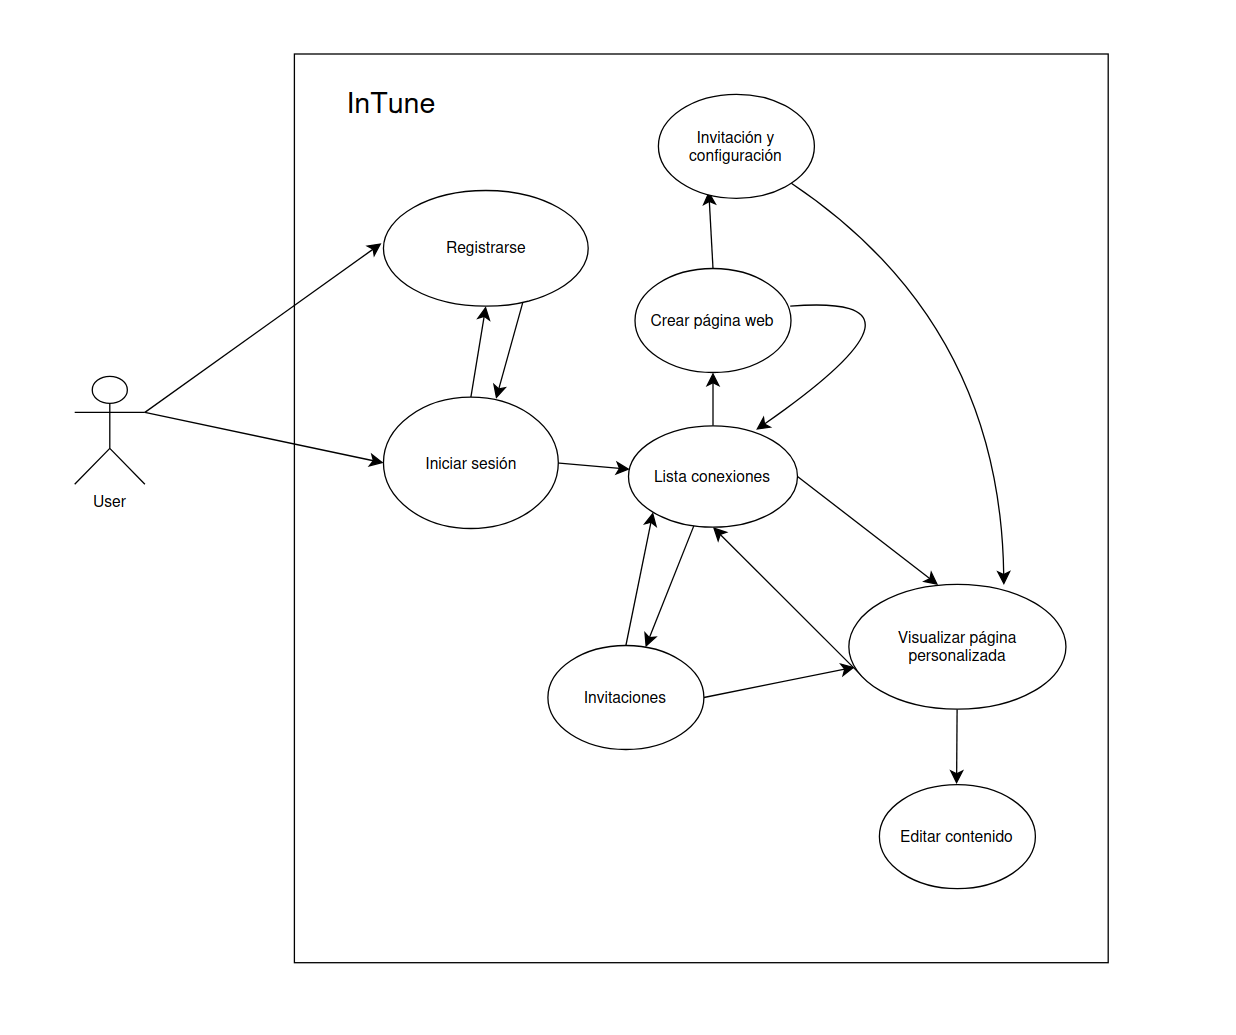 InTune
Invitación y
configuración
Registrarse
Crear página web
Iniciar sesión
Lista conexiones
User
Visualizar página
personalizada
Invitaciones
Editar contenido